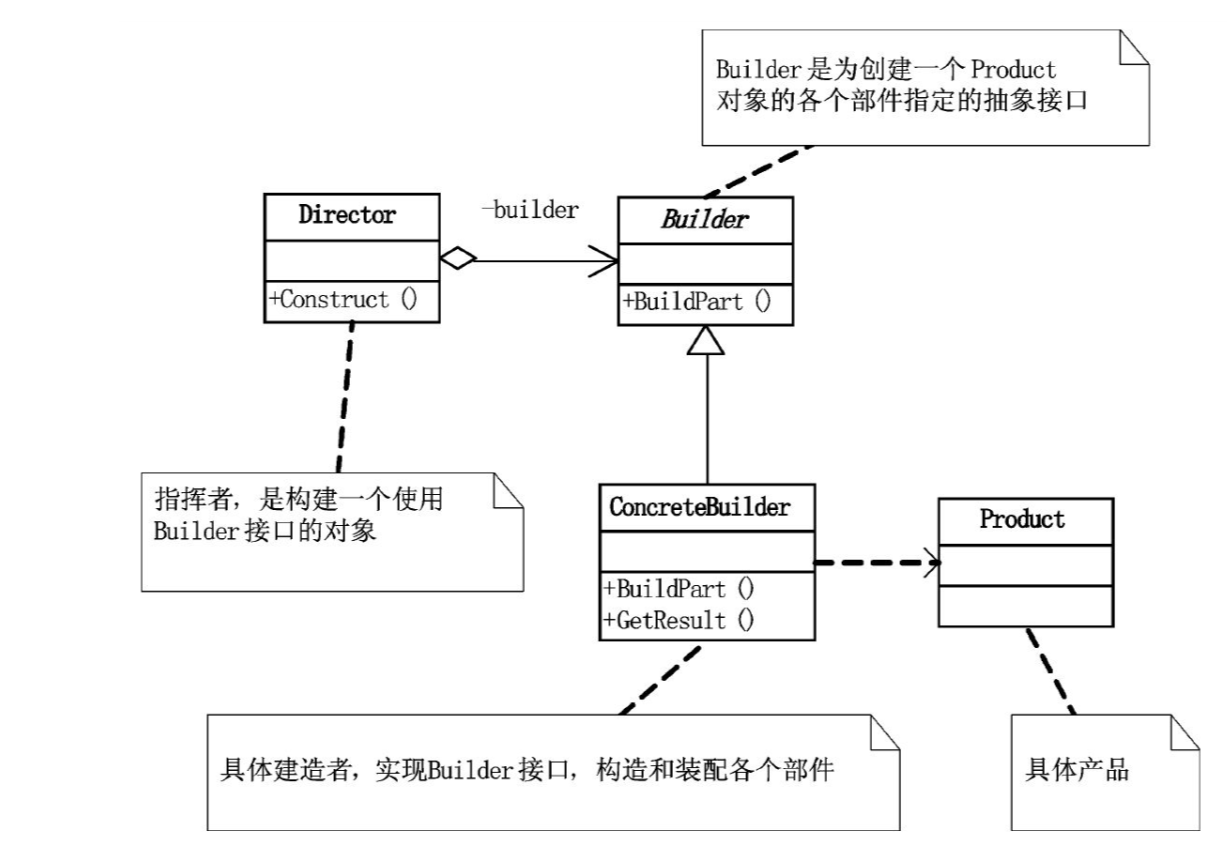 Builder是为创建一个Product
对象的各个部件指定的抽象接口
Director
-builder
Builder
+Construct()
+BuildPart()
指挥者，是构建一个使用
Builder接口的对象
ConcreteBuilder
Product
+BuildPart()
+GetResult()
具体建造者，实现Builder接口，构造和装配各个部件
具体产品